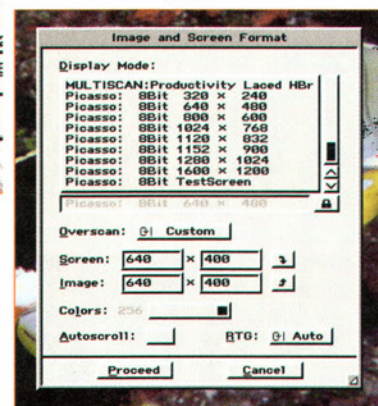 Image and Screen Format
Display Mode:
MULTISCAN:Productivity Laced HBr
Picasso: 8Bit 320 × 240
Picasso: 8Bit 640 × 480
Picasso: 8Bit 800 × 600
Picasso: 8Bit 1024 × 768
Picasso: 8Bit 1120 × 832
Picasso: 8Bit 1152 × 900
Picasso: 8Bit 1280 × 1024
Picasso: 8Bit 1600 × 1200
Picasso: 8Bit TestScreen
Picasso: 8Bit 640 × 480
Overscan: Custom
Screen: 640 × 400
Image: 640 × 400
Colors: 256
Autoscroll: RTG: Auto
Proceed Cancel